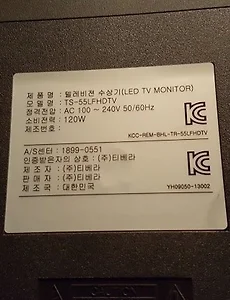 제 품 명 : 텔레비젼 수상기(LED TV MONITOR)
모 델 명 : TS-55LFHDTV
정격전압 : AC 100 ~ 240V 50/60Hz
소비전력 : 120W
제조번호 :
KCC-REM-BHL-TR-55LFHDTV
A/S센터 : 1899-0551
인증받은자의 상호 : (주)티베라
제 조 자 : (주)티베라
판 매 자 : (주)티베라
제 조 국 : 대한민국
YH09050-13002